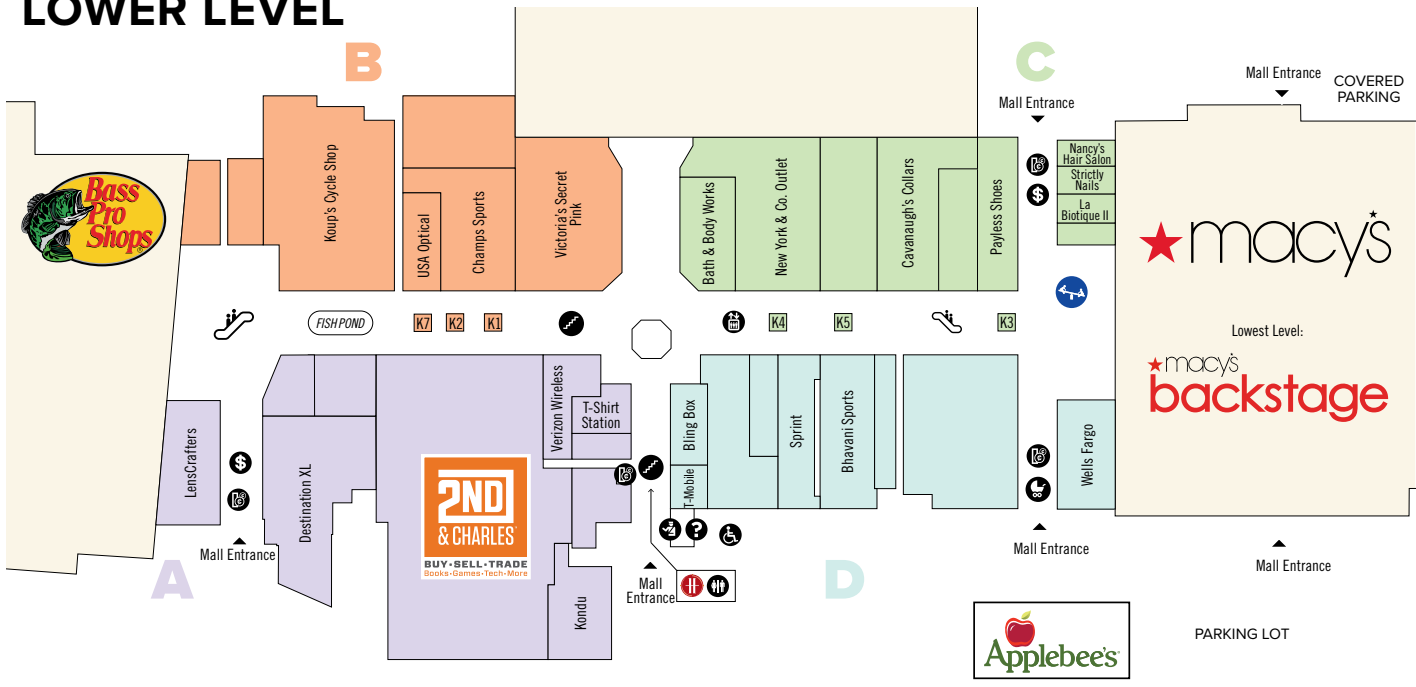 LOWER LEVEL
B
C
Mall Entrance
COVERED
PARKING
Mall Entrance
Bass
Pro
Shops
Koup's Cycle Shop
USA Optical
Champs Sports
Victoria's Secret
Pink
Bath & Body Works
New York & Co. Outlet
Cavanaugh's Collars
Payless Shoes
Nancy's
Hair Salon
Strictly
Nails
La
Biotique II
$
macy's
Lowest Level:
macy's
backstage
FISH POND
K7
K2
K1
K4
K5
K3
LensCrafters
$
Destination XL
2ND
& CHARLES
BUY•SELL•TRADE
Books•Games•Tech•More
Verizon Wireless
T-Shirt
Station
Kondu
Bling Box
T-Mobile
?
Sprint
Bhavani Sports
Wells Fargo
Mall Entrance
A
Mall
Entrance
D
Mall Entrance
Mall Entrance
Applebee's
PARKING LOT